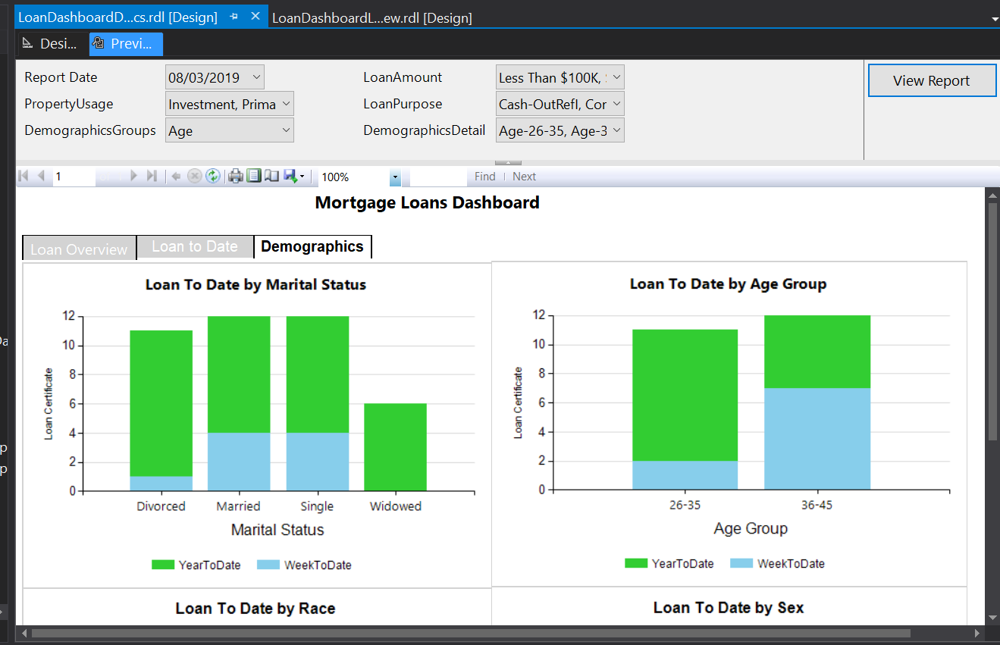 LoanDashboardD...cs.rdl [Design] LoanDashboardL...ew.rdl [Design]
Desi... Previ...
Report Date 08/03/2019 LoanAmount Less Than $100K, View Report
PropertyUsage Investment, Prima LoanPurpose Cash-OutRefI, Cor
DemographicsGroups Age DemographicsDetail Age-26-35, Age-3
1 100% Find | Next
Mortgage Loans Dashboard
Loan Overview Loan to Date Demographics
Loan To Date by Marital Status
12
10
8
6
4
2
0
Loan Certificate
Divorced Married Single Widowed
Marital Status
YearToDate WeekToDate
Loan To Date by Age Group
12
10
8
6
4
2
0
Loan Certificate
26-35 36-45
Age Group
YearToDate WeekToDate
Loan To Date by Race
Loan To Date by Sex
Da
p
p